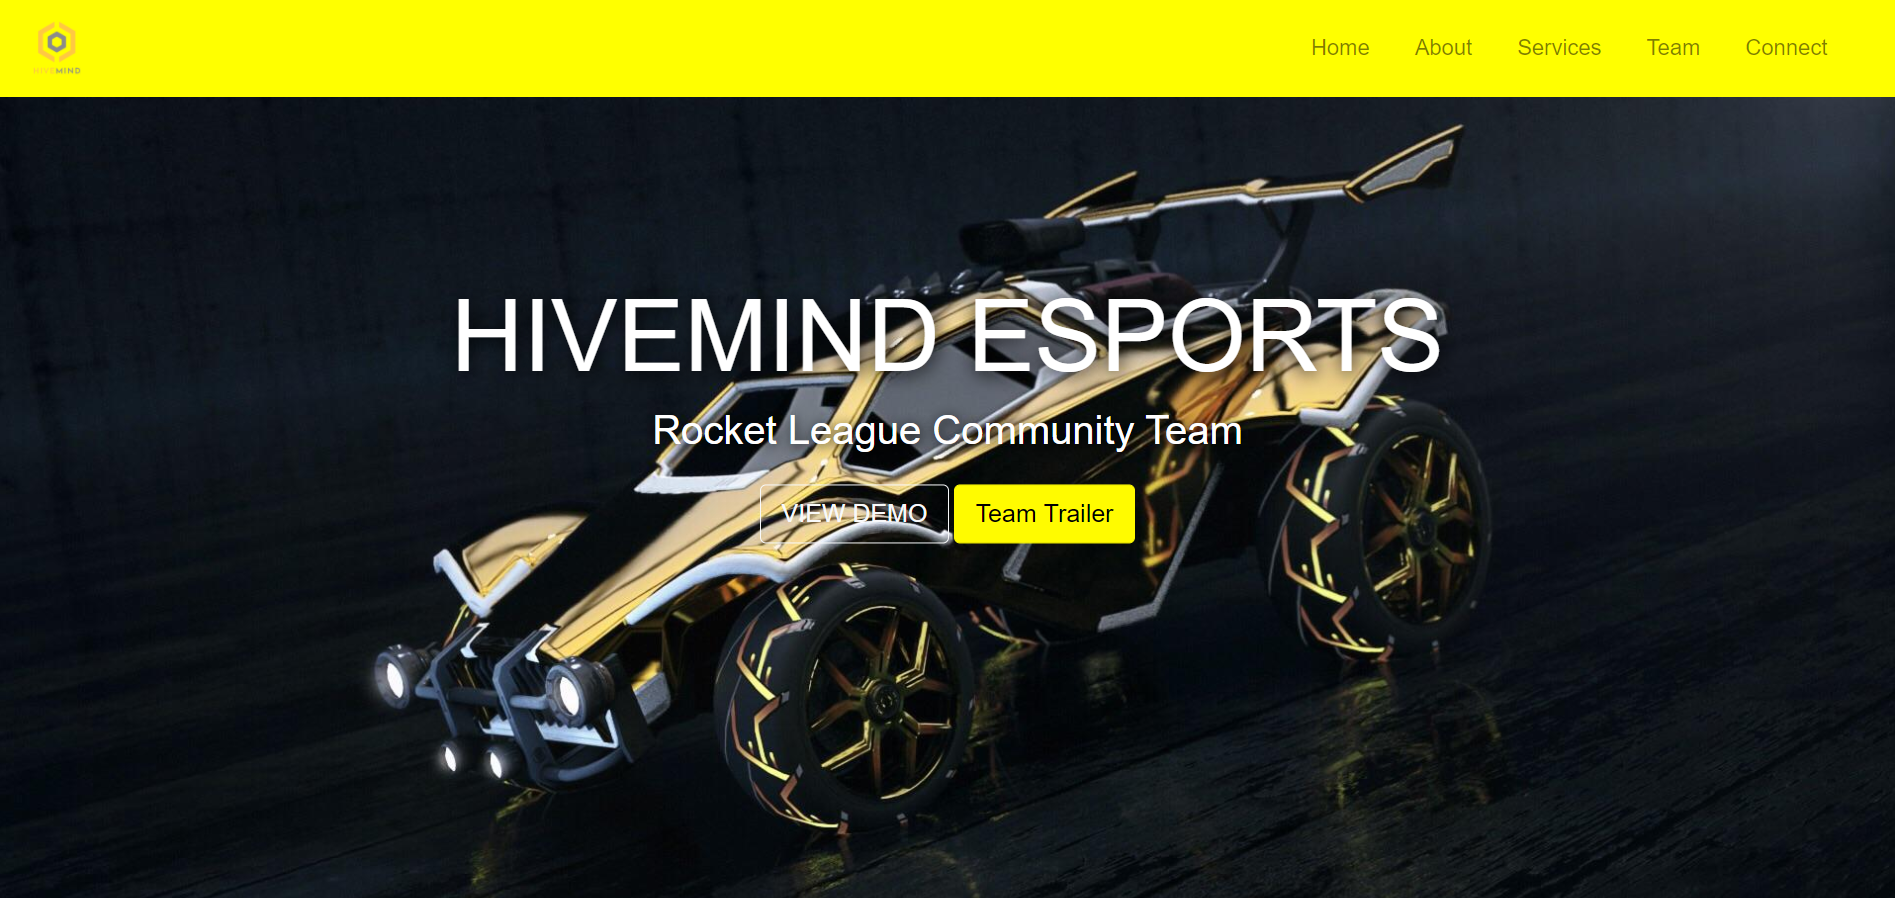 HIVEMIND
Home About Services Team Connect
HIVEMIND ESPORTS
Rocket League Community Team
VIEW DEMO Team Trailer